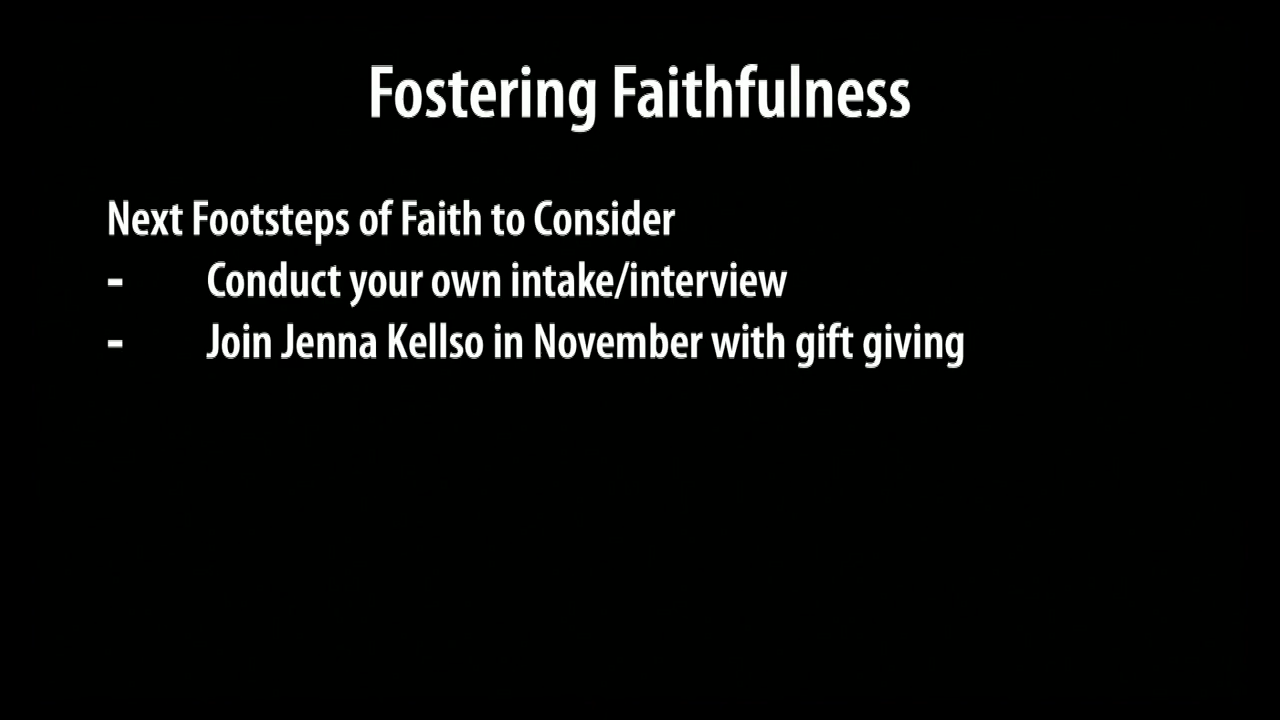 Fostering Faithfulness
Next Footsteps of Faith to Consider
- Conduct your own intake/interview
- Join Jenna Kellso in November with gift giving